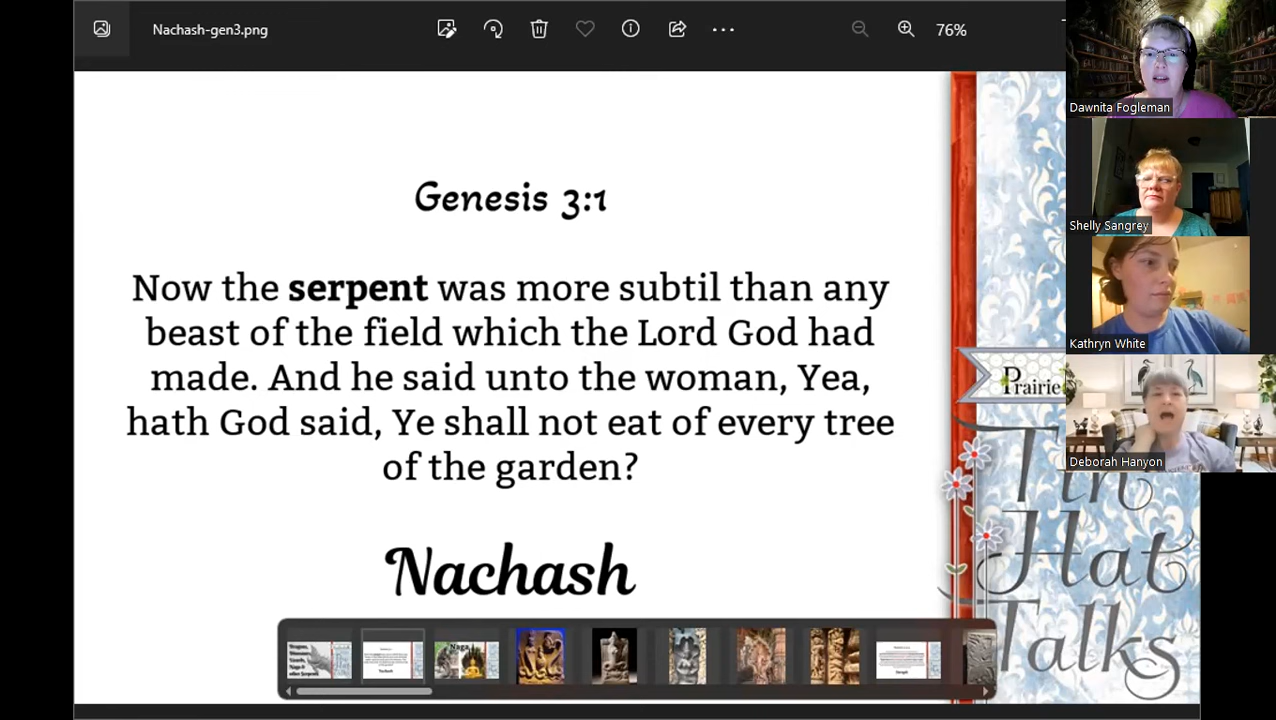 Nachash-gen3.png
76%
Genesis 3:1
Now the serpent was more subtil than any
beast of the field which the Lord God had
made. And he said unto the woman, Yea,
hath God said, Ye shall not eat of every tree
of the garden?
Nachash
Prairie
Tin
Hat
Talks
Naga
Dawnita Fogleman
Shelly Sangrey
Kathryn White
Deborah Hanyon